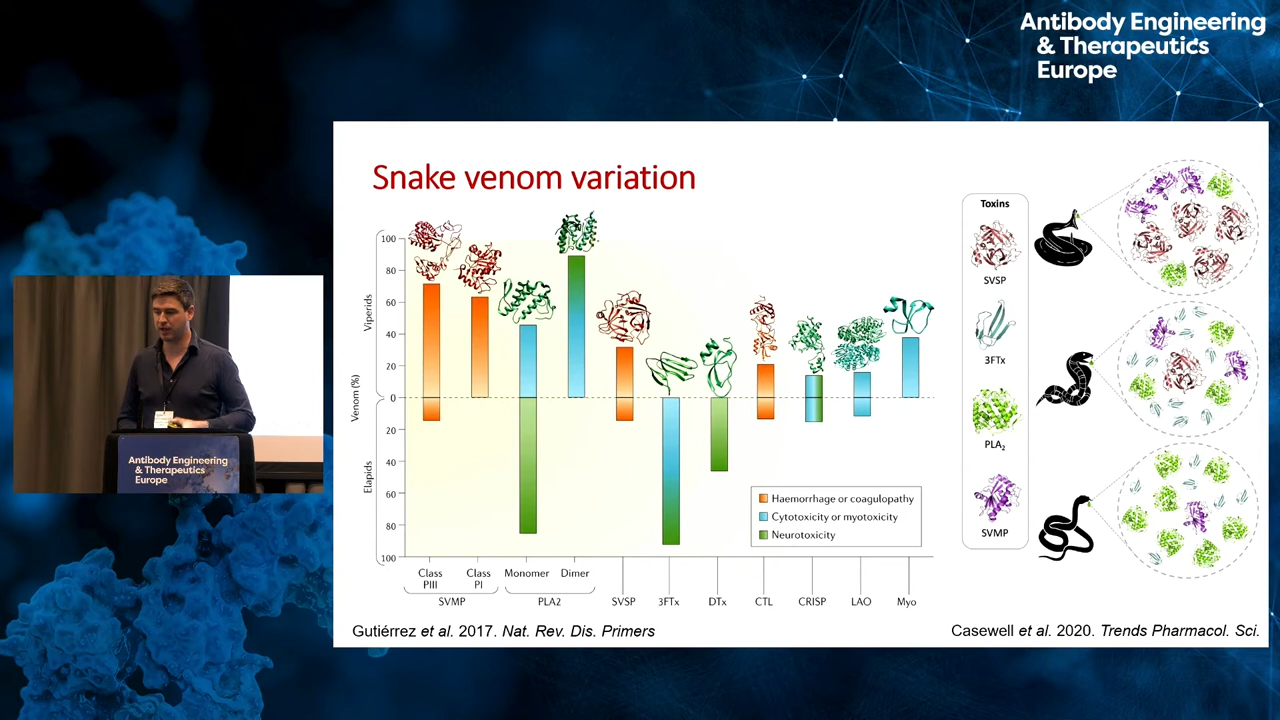 Antibody Engineering
& Therapeutics
Europe
Snake venom variation
100
80
60
40
20
0
20
40
60
80
100
Viperids
Venom (%)
Elapids
Haemorrhage or coagulopathy
Cytotoxicity or myotoxicity
Neurotoxicity
Class PIII
Class PI
Monomer
Dimer
SVMP
PLA2
SVSP
3FTx
DTx
CTL
CRISP
LAO
Myo
Toxins
SVSP
3FTx
PLA2
SVMP
Gutiérrez et al. 2017. Nat. Rev. Dis. Primers
Casewell et al. 2020. Trends Pharmacol. Sci.
Antibody Engineering
& Therapeutics
Europe